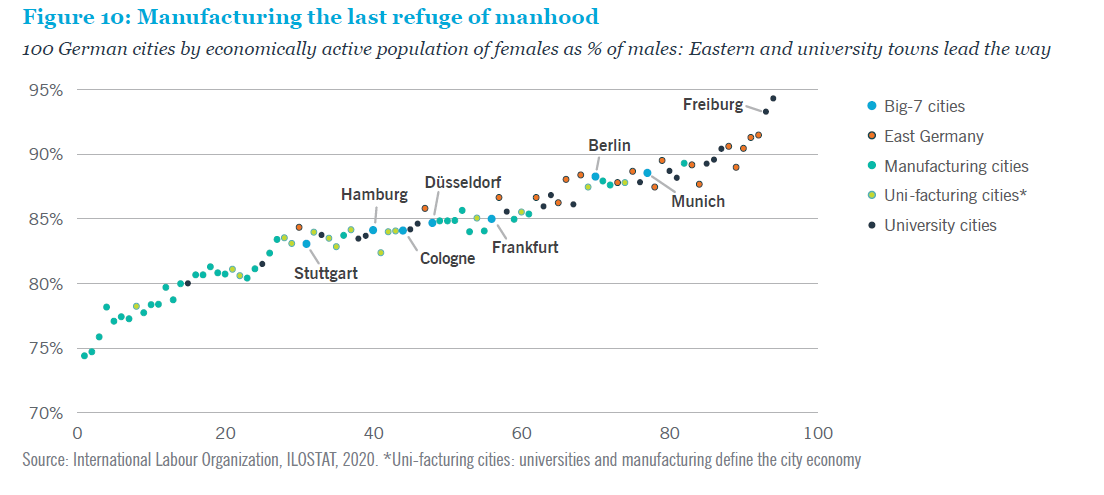 Figure 10: Manufacturing the last refuge of manhood
100 German cities by economically active population of females as % of males: Eastern and university towns lead the way
95%
90%
85%
80%
75%
70%
0
20
40
60
80
100
Freiburg
Berlin
Munich
Düsseldorf
Hamburg
Frankfurt
Cologne
Stuttgart
Big-7 cities
East Germany
Manufacturing cities
Uni-facturing cities*
University cities
Source: International Labour Organization, ILOSTAT, 2020. *Uni-facturing cities: universities and manufacturing define the city economy